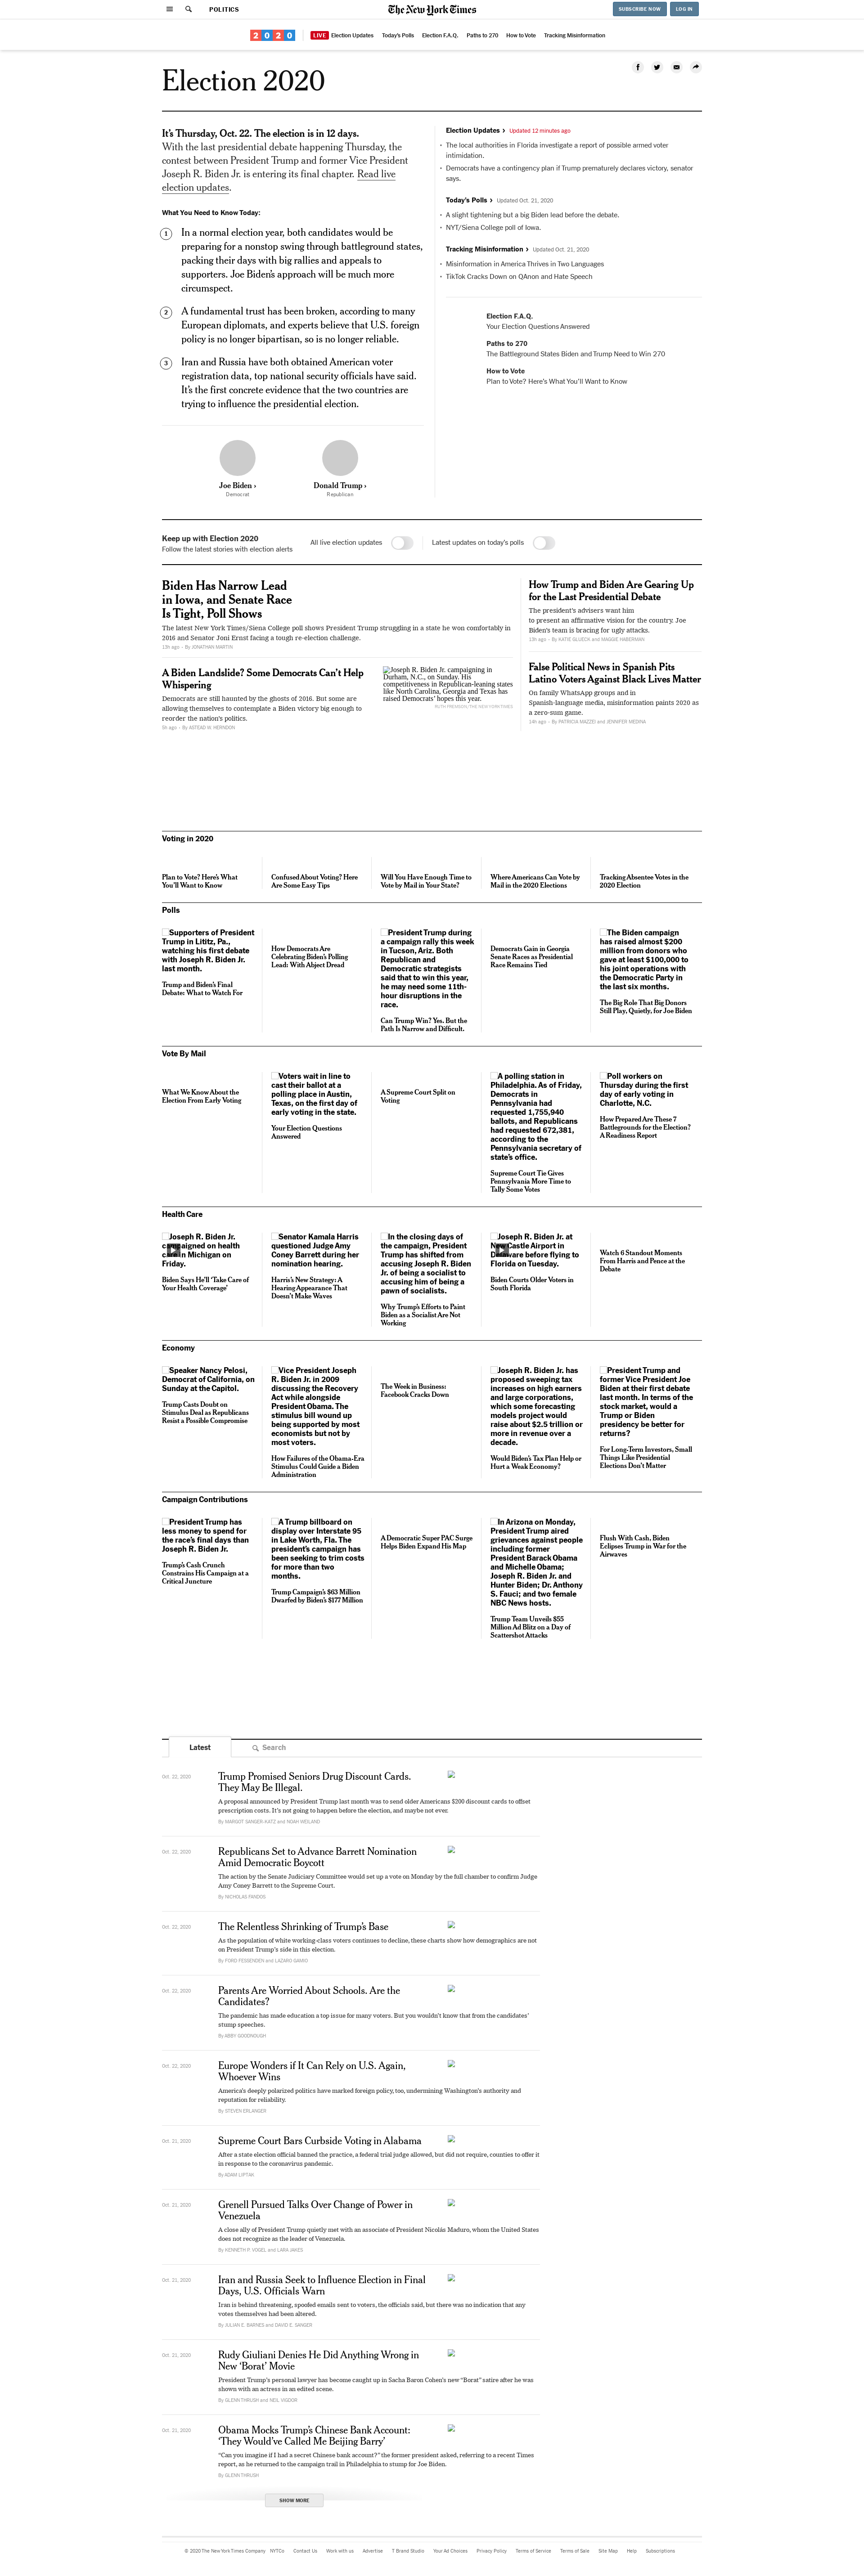 POLITICS
The New York Times
SUBSCRIBE NOW
LOG IN
2020
LIVE Election Updates
Today's Polls
Election F.A.Q.
Paths to 270
How to Vote
Tracking Misinformation
Election 2020
It's Thursday, Oct. 22. The election is in 12 days.
With the last presidential debate happening Thursday, the
contest between President Trump and former Vice President
Joseph R. Biden Jr. is entering its final chapter. Read live
election updates.
What You Need to Know Today:
1 In a normal election year, both candidates would be
preparing for a nonstop swing through battleground states,
packing their days with big rallies and appeals to
supporters. Joe Biden's approach will be much more
circumspect.
2 A fundamental trust has been broken, according to many
European diplomats, and experts believe that U.S. foreign
policy is no longer bipartisan, so is no longer reliable.
3 Iran and Russia have both obtained American voter
registration data, top national security officials have said.
It's the first concrete evidence that the two countries are
trying to influence the presidential election.
Joe Biden ›
Democrat
Donald Trump ›
Republican
Election Updates › Updated 12 minutes ago
• The local authorities in Florida investigate a report of possible armed voter
intimidation.
• Democrats have a contingency plan if Trump prematurely declares victory, senator
says.
Today's Polls › Updated Oct. 21, 2020
• A slight tightening but a big Biden lead before the debate.
• NYT/Siena College poll of Iowa.
Tracking Misinformation › Updated Oct. 21, 2020
• Misinformation in America Thrives in Two Languages
• TikTok Cracks Down on QAnon and Hate Speech
Election F.A.Q.
Your Election Questions Answered
Paths to 270
The Battleground States Biden and Trump Need to Win 270
How to Vote
Plan to Vote? Here's What You'll Want to Know
Keep up with Election 2020
Follow the latest stories with election alerts
All live election updates
Latest updates on today's polls
Biden Has Narrow Lead
in Iowa, and Senate Race
Is Tight, Poll Shows
The latest New York Times/Siena College poll shows President Trump struggling in a state he won comfortably in
2016 and Senator Joni Ernst facing a tough re-election challenge.
12h ago • By JONATHAN MARTIN
A Biden Landslide? Some Democrats Can't Help
Whispering
Democrats are still haunted by the ghosts of 2016. But some are
allowing themselves to contemplate a Biden victory big enough to
reorder the nation's politics.
5h ago • By ASTEAD W. HERNDON
Joseph R. Biden Jr. campaigning in
Durham, N.C., on Sunday. His
competitiveness in Republican-leaning states
like North Carolina, Georgia and Texas has
raised Democrats' hopes this year.
RUTH FREMSON/THE NEW YORK TIMES
How Trump and Biden Are Gearing Up
for the Last Presidential Debate
The president's advisers want him
to present an affirmative vision for the country. Joe
Biden's team is bracing for ugly attacks.
13h ago • By KATIE GLUECK and MAGGIE HABERMAN
False Political News in Spanish Pits
Latino Voters Against Black Lives Matter
On family WhatsApp groups and in
Spanish-language media, misinformation paints 2020 as
a zero-sum game.
14h ago • By PATRICIA MAZZEI and JENNIFER MEDINA
Voting in 2020
Plan to Vote? Here's What
You'll Want to Know
Confused About Voting? Here
Are Some Easy Tips
Will You Have Enough Time to
Vote by Mail in Your State?
Where Americans Can Vote by
Mail in the 2020 Elections
Tracking Absentee Votes in the
2020 Election
Polls
Supporters of President
Trump in Lititz, Pa.,
watching his first debate
with Joseph R. Biden Jr.
last month.
Trump and Biden's Final
Debate: What to Watch For
How Democrats Are
Celebrating Biden's Polling
Lead: With Abject Dread
President Trump during
a campaign rally this week
in Tucson, Ariz. Both
Republican and
Democratic strategists
said that to win this year,
he may need some 11th-
hour disruptions in the
race.
Can Trump Win? Yes. But the
Path Is Narrow and Difficult.
Democrats Gain in Georgia
Senate Races as Presidential
Race Remains Tied
The Biden campaign
has raised almost $200
million from donors who
gave at least $100,000 to
his joint operations with
the Democratic Party in
the last six months.
The Big Role That Big Donors
Still Play, Quietly, for Joe Biden
Vote By Mail
What We Know About the
Election From Early Voting
Voters wait in line to
cast their ballot at a
polling place in Austin,
Texas, on the first day of
early voting in the state.
Your Election Questions
Answered
A Supreme Court Split on
Voting
A polling station in
Philadelphia. As of Friday,
Democrats in
Pennsylvania had
requested 1,755,940
ballots, and Republicans
had requested 672,381,
according to the
Pennsylvania secretary of
state's office.
Supreme Court Tie Gives
Pennsylvania More Time to
Tally Some Votes
Poll workers on
Thursday during the first
day of early voting in
Charlotte, N.C.
How Prepared Are These 7
Battlegrounds for the Election?
A Readiness Report
Health Care
Joseph R. Biden Jr.
campaigned on health
care in Michigan on
Friday.
Biden Says He'll 'Take Care of
Your Health Coverage'
Senator Kamala Harris
questioned Judge Amy
Coney Barrett during her
nomination hearing.
Harris's New Strategy: A
Hearing Appearance That
Doesn't Make Waves
In the closing days of
the campaign, President
Trump has shifted from
accusing Joseph R. Biden
Jr. of being a socialist to
accusing him of being a
pawn of socialists.
Why Trump's Efforts to Paint
Biden as a Socialist Are Not
Working
Joseph R. Biden Jr. at
New Castle Airport in
Delaware before flying to
Florida on Tuesday.
Biden Courts Older Voters in
South Florida
Watch 6 Standout Moments
From Harris and Pence at the
Debate
Economy
Speaker Nancy Pelosi,
Democrat of California, on
Sunday at the Capitol.
Trump Casts Doubt on
Stimulus Deal as Republicans
Resist a Possible Compromise
Vice President Joseph
R. Biden Jr. in 2009
discussing the Recovery
Act while alongside
President Obama. The
stimulus bill wound up
being supported by most
economists but not by
most voters.
How Failures of the Obama-Era
Stimulus Could Guide a Biden
Administration
The Week in Business:
Facebook Cracks Down
Joseph R. Biden Jr. has
proposed sweeping tax
increases on high earners
and large corporations,
which some forecasting
models project would
raise about $2.5 trillion or
more in revenue over a
decade.
Would Biden's Tax Plan Help or
Hurt a Weak Economy?
President Trump and
former Vice President Joe
Biden at their first debate
last month. In terms of the
stock market, would a
Trump or Biden
presidency be better for
returns?
For Long-Term Investors, Small
Things Like Presidential
Elections Don't Matter
Campaign Contributions
President Trump has
less money to spend for
the race's final days than
Joseph R. Biden Jr.
Trump's Cash Crunch
Constrains His Campaign at a
Critical Juncture
A Trump billboard on
display over Interstate 95
in Lake Worth, Fla. The
president's campaign has
been seeking to trim costs
for more than two
months.
Trump Campaign's $63 Million
Dwarfed by Biden's $177 Million
A Democratic Super PAC Surge
Helps Biden Expand His Map
In Arizona on Monday,
President Trump aired
grievances against people
including former
President Barack Obama
and Michelle Obama;
Joseph R. Biden Jr. and
Hunter Biden; Dr. Anthony
S. Fauci; and two female
NBC News hosts.
Trump Team Unveils $55
Million Ad Blitz on a Day of
Scattershot Attacks
Flush With Cash, Biden
Eclipses Trump in War for the
Airwaves
Latest
Search
Oct. 22, 2020
Trump Promised Seniors Drug Discount Cards.
They May Be Illegal.
A proposal announced by President Trump last month was to send older Americans $200 discount cards to offset
prescription costs. It's not going to happen before the election, and maybe not ever.
By MARGOT SANGER-KATZ and NOAH WEILAND
Oct. 22, 2020
Republicans Set to Advance Barrett Nomination
Amid Democratic Boycott
The action by the Senate Judiciary Committee would set up a vote on Monday by the full chamber to confirm Judge
Amy Coney Barrett to the Supreme Court.
By NICHOLAS FANDOS
Oct. 22, 2020
The Relentless Shrinking of Trump's Base
As the population of white working-class voters continues to decline, these charts show how demographics are not
on President Trump's side in this election.
By FORD FESSENDEN and LAZARO GAMIO
Oct. 22, 2020
Parents Are Worried About Schools. Are the
Candidates?
The pandemic has made education a top issue for many voters. But you wouldn't know that from the candidates'
stump speeches.
By ABBY GOODNOUGH
Oct. 22, 2020
Europe Wonders if It Can Rely on U.S. Again,
Whoever Wins
America's deeply polarized politics have marked foreign policy, too, undermining Washington's authority and
reputation for reliability.
By STEVEN ERLANGER
Oct. 21, 2020
Supreme Court Bars Curbside Voting in Alabama
After a state election official banned the practice, a federal trial judge allowed, but did not require, counties to offer it
in response to the coronavirus pandemic.
By ADAM LIPTAK
Oct. 21, 2020
Grenell Pursued Talks Over Change of Power in
Venezuela
A close ally of President Trump quietly met with an associate of President Nicolás Maduro, whom the United States
does not recognize as the leader of Venezuela.
By KENNETH P. VOGEL and LARA JAKES
Oct. 21, 2020
Iran and Russia Seek to Influence Election in Final
Days, U.S. Officials Warn
Iran is behind threatening, spoofed emails sent to voters, the officials said, but there was no indication that any
votes themselves had been altered.
By JULIAN E. BARNES and DAVID E. SANGER
Oct. 21, 2020
Rudy Giuliani Denies He Did Anything Wrong in
New 'Borat' Movie
President Trump's personal lawyer has become caught up in Sacha Baron Cohen's new "Borat" satire after he was
shown with an actress in an edited scene.
By GLENN THRUSH and NEIL VIGDOR
Oct. 21, 2020
Obama Mocks Trump's Chinese Bank Account:
'They Would've Called Me Beijing Barry'
"Can you imagine if I had a secret Chinese bank account?" the former president asked, referring to a recent Times
report, as he returned to the campaign trail in Philadelphia to stump for Joe Biden.
By GLENN THRUSH
SHOW MORE
© 2020 The New York Times Company
NYTCo
Contact Us
Work with us
Advertise
T Brand Studio
Your Ad Choices
Privacy Policy
Terms of Service
Terms of Sale
Site Map
Help
Subscriptions